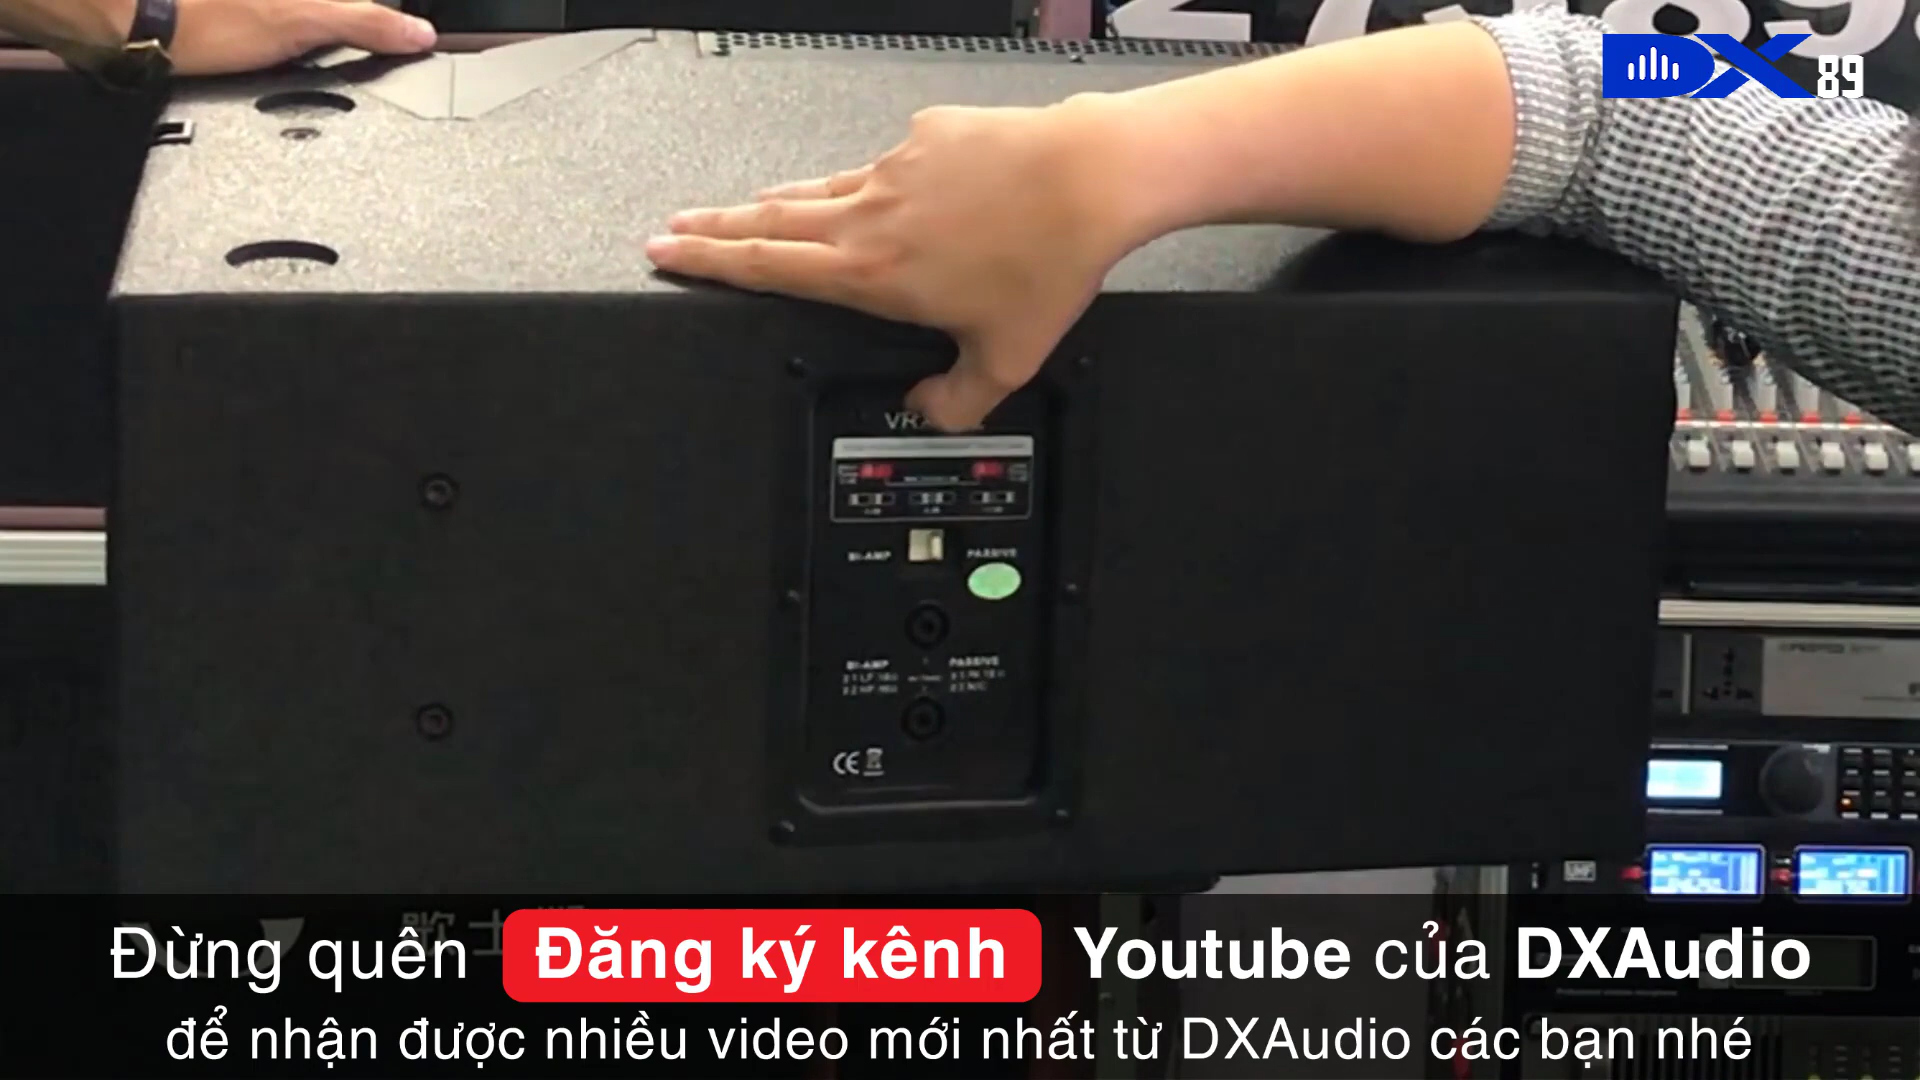 DX 89
BI-AMP PASSIVE
BI-AMP PASSIVE
CE
UHF
Đừng quên Đăng ký kênh Youtube của DXAudio
để nhận được nhiều video mới nhất từ DXAudio các bạn nhé